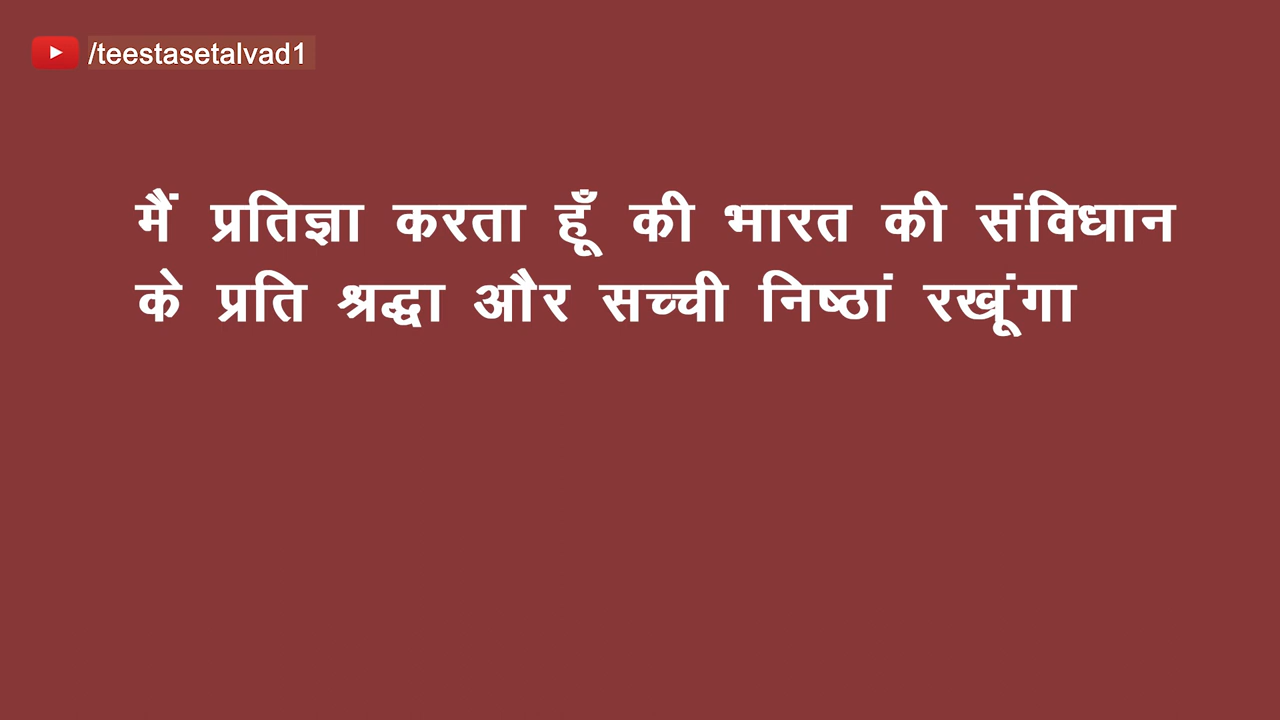 /teestasetalvad1
मैं प्रतिज्ञा करता हूँ की भारत की संविधान
के प्रति श्रद्धा और सच्ची निष्ठां रखूंगा